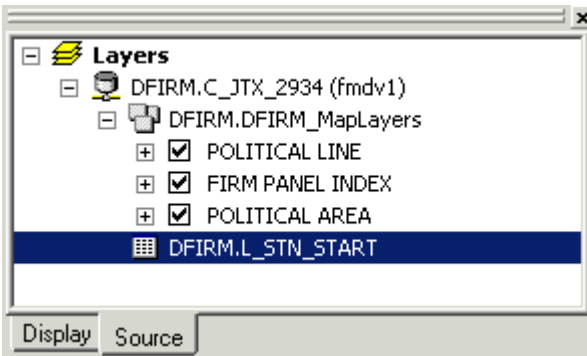 Layers
DFIRM.C_JTX_2934 (fmdv1)
DFIRM.DFIRM_MapLayers
POLITICAL LINE
FIRM PANEL INDEX
POLITICAL AREA
DFIRM.L_STN_START
Display Source